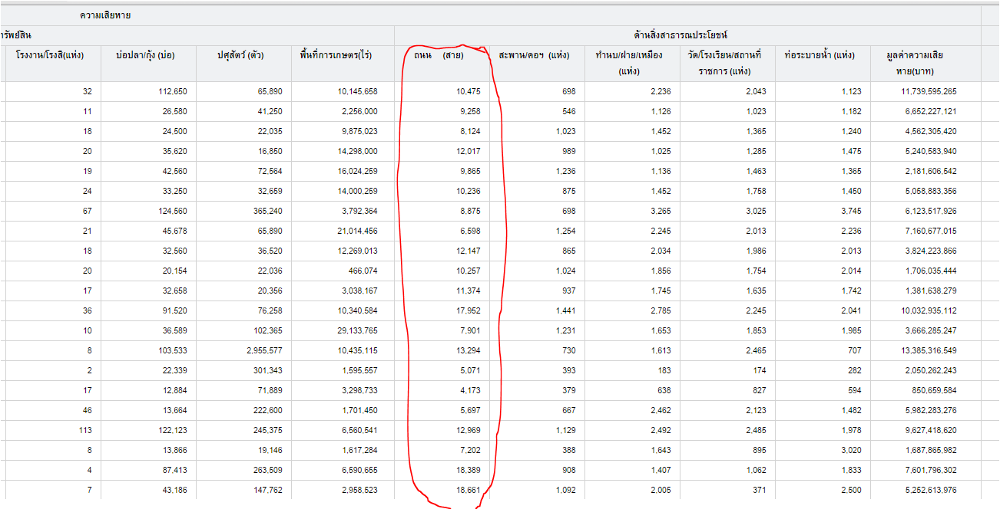 ความเสียหาย
ทรัพย์สิน ด้านสิ่งสาธารณประโยชน์
โรงงาน/โรงสี(แห่ง) บ่อปลา/กุ้ง (บ่อ) ปศุสัตว์ (ตัว) พื้นที่การเกษตร(ไร่) ถนน (สาย) สะพาน/คอฯ (แห่ง) ทำนบ/ฝาย/เหมือง วัด/โรงเรียน/สถานที่ ท่อระบายน้ำ (แห่ง) มูลค่าความเสีย
(แห่ง) ราชการ (แห่ง) หาย(บาท)
32 112,650 65,890 10,145,658 10,475 698 2,236 2,043 1,123 11,739,595,265
11 26,580 41,250 2,256,000 9,258 546 1,126 1,023 1,182 6,652,227,121
18 24,500 22,035 9,875,023 8,124 1,023 1,452 1,365 1,240 4,562,305,420
20 35,620 16,850 14,298,000 12,017 989 1,025 1,285 1,475 5,240,583,940
19 42,560 72,564 16,024,259 9,865 1,236 1,136 1,463 1,365 2,181,606,542
24 33,250 32,659 14,000,259 10,236 875 1,452 1,758 1,450 5,058,883,356
67 124,560 365,240 3,792,364 8,875 698 3,265 3,025 3,745 6,123,517,926
21 45,678 65,890 21,014,456 6,598 1,254 2,245 2,013 2,236 7,160,677,015
18 32,560 36,520 12,269,013 12,147 865 2,034 1,986 2,013 3,824,223,866
20 20,154 22,036 466,074 10,257 1,024 1,856 1,754 2,014 1,706,035,444
17 32,658 20,356 3,038,167 11,374 937 1,745 1,635 1,742 1,381,638,279
36 91,520 76,258 10,340,584 17,952 1,441 2,785 2,245 2,041 10,032,935,112
10 36,589 102,365 29,133,765 7,901 1,231 1,653 1,853 1,985 3,666,285,247
8 103,533 2,955,577 10,435,115 13,294 730 1,613 2,465 707 13,385,316,549
2 22,339 301,343 1,595,557 5,071 393 183 174 282 2,050,262,243
17 12,884 71,889 3,298,733 4,173 379 638 827 594 850,659,584
46 13,664 222,600 1,701,450 5,697 667 2,462 2,123 1,482 5,982,283,276
113 122,123 245,375 6,560,541 12,969 1,129 2,492 2,485 1,978 9,627,418,620
8 13,866 19,146 1,617,284 7,202 388 1,643 895 3,020 1,687,865,982
4 87,413 263,509 6,590,655 18,389 908 1,407 1,062 1,833 7,601,796,302
7 43,186 147,762 2,958,523 18,661 1,092 2,005 371 2,500 5,252,613,976